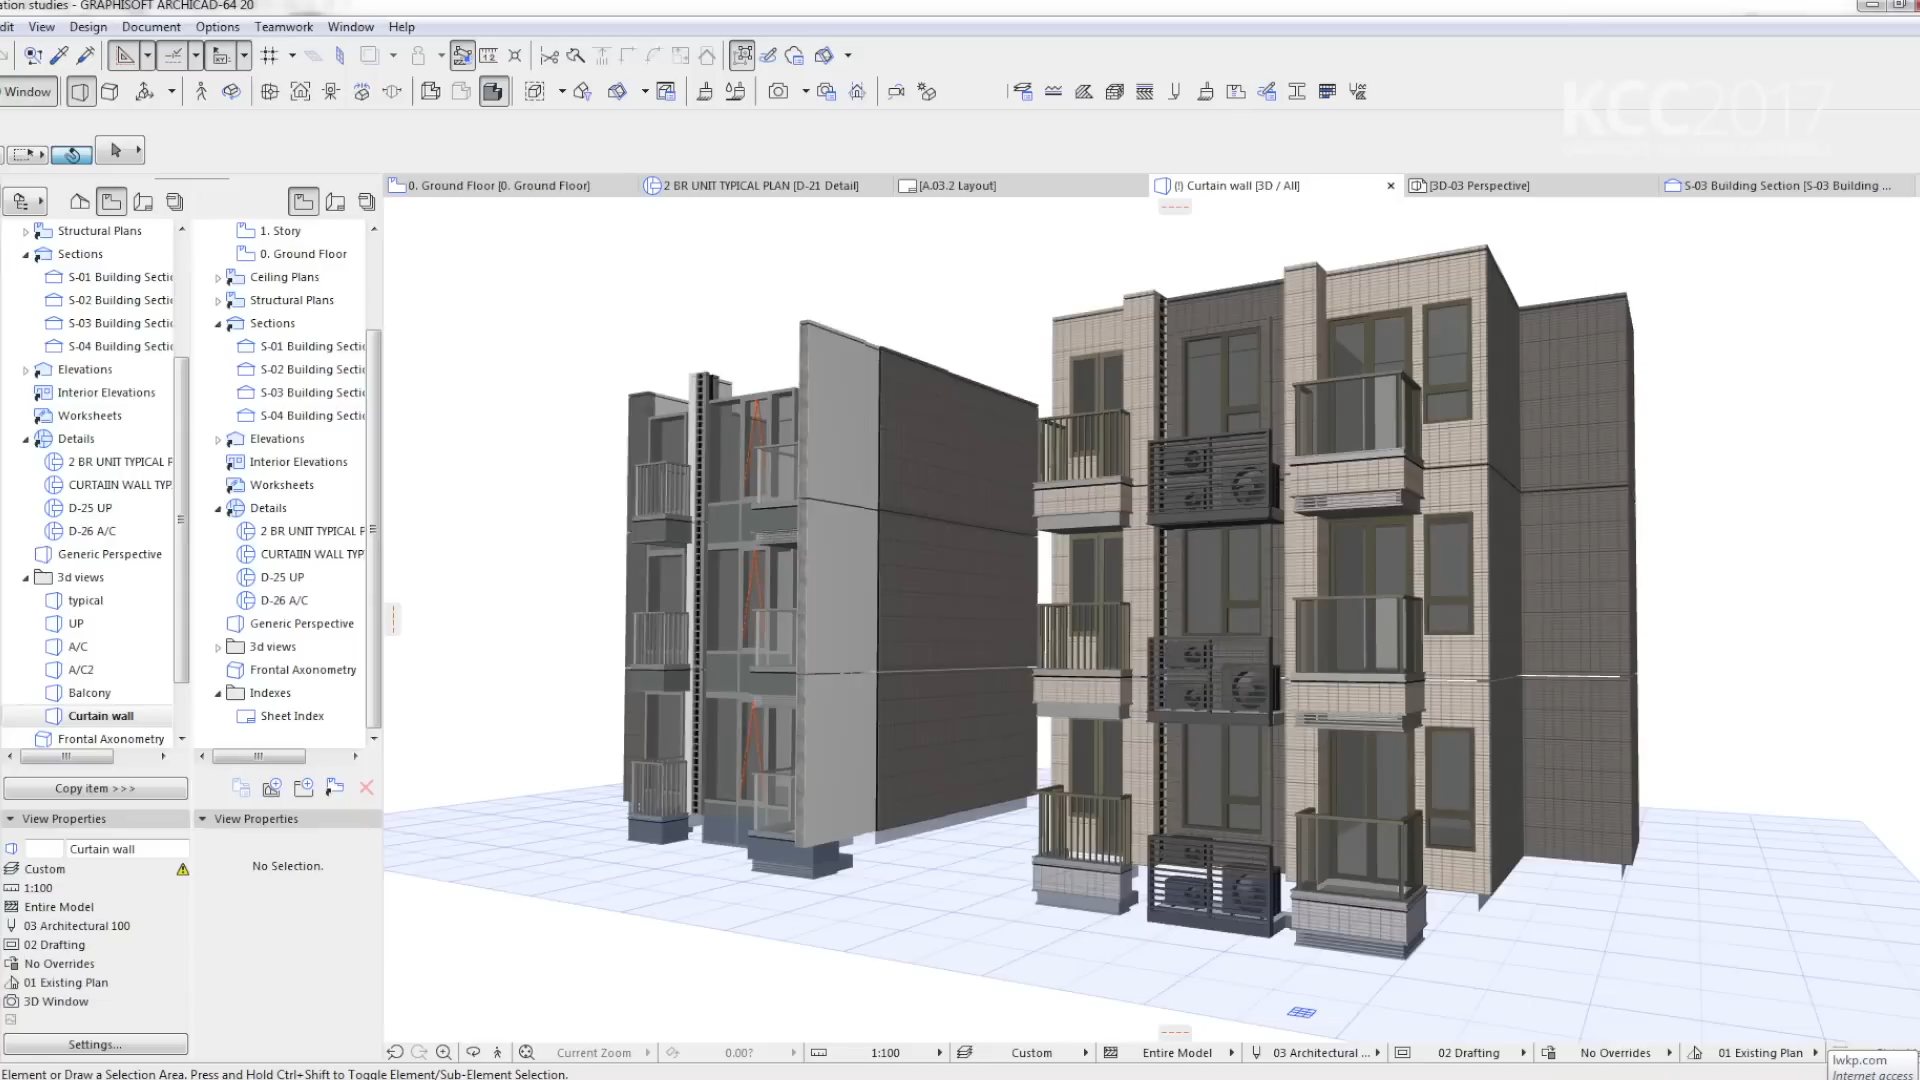 ation studies - GRAPHISOFT ARCHICAD-64 20
dit View Design Document Options Teamwork Window Help
Window
KCC2017
0. Ground Floor [0. Ground Floor]
2 BR UNIT TYPICAL PLAN [D-21 Detail]
[A.03.2 Layout]
(!) Curtain wall [3D / All]
[3D-03 Perspective]
S-03 Building Section [S-03 Building ...
Structural Plans
Sections
S-01 Building Secti
S-02 Building Secti
S-03 Building Secti
S-04 Building Secti
Elevations
Interior Elevations
Worksheets
Details
2 BR UNIT TYPICAL P
CURTAIN WALL TYP
D-25 UP
D-26 A/C
Generic Perspective
3d views
typical
UP
A/C
A/C2
Balcony
Curtain wall
Frontal Axonometry
1. Story
0. Ground Floor
Ceiling Plans
Structural Plans
Sections
S-01 Building Secti
S-02 Building Secti
S-03 Building Secti
S-04 Building Secti
Elevations
Interior Elevations
Worksheets
Details
2 BR UNIT TYPICAL P
CURTAIN WALL TYP
D-25 UP
D-26 A/C
Generic Perspective
3d views
Frontal Axonometry
Indexes
Sheet Index
Copy item >>>
View Properties
Curtain wall
Custom
1:100
Entire Model
03 Architectural 100
02 Drafting
No Overrides
01 Existing Plan
3D Window
Settings...
View Properties
No Selection.
Current Zoom
0.00?
1:100
Custom
Entire Model
03 Architectural ...
02 Drafting
No Overrides
01 Existing Plan
Element or Draw a Selection Area. Press and Hold Ctrl+Shift to Toggle Element/Sub-Element Selection.
lwkp.com
Internet access